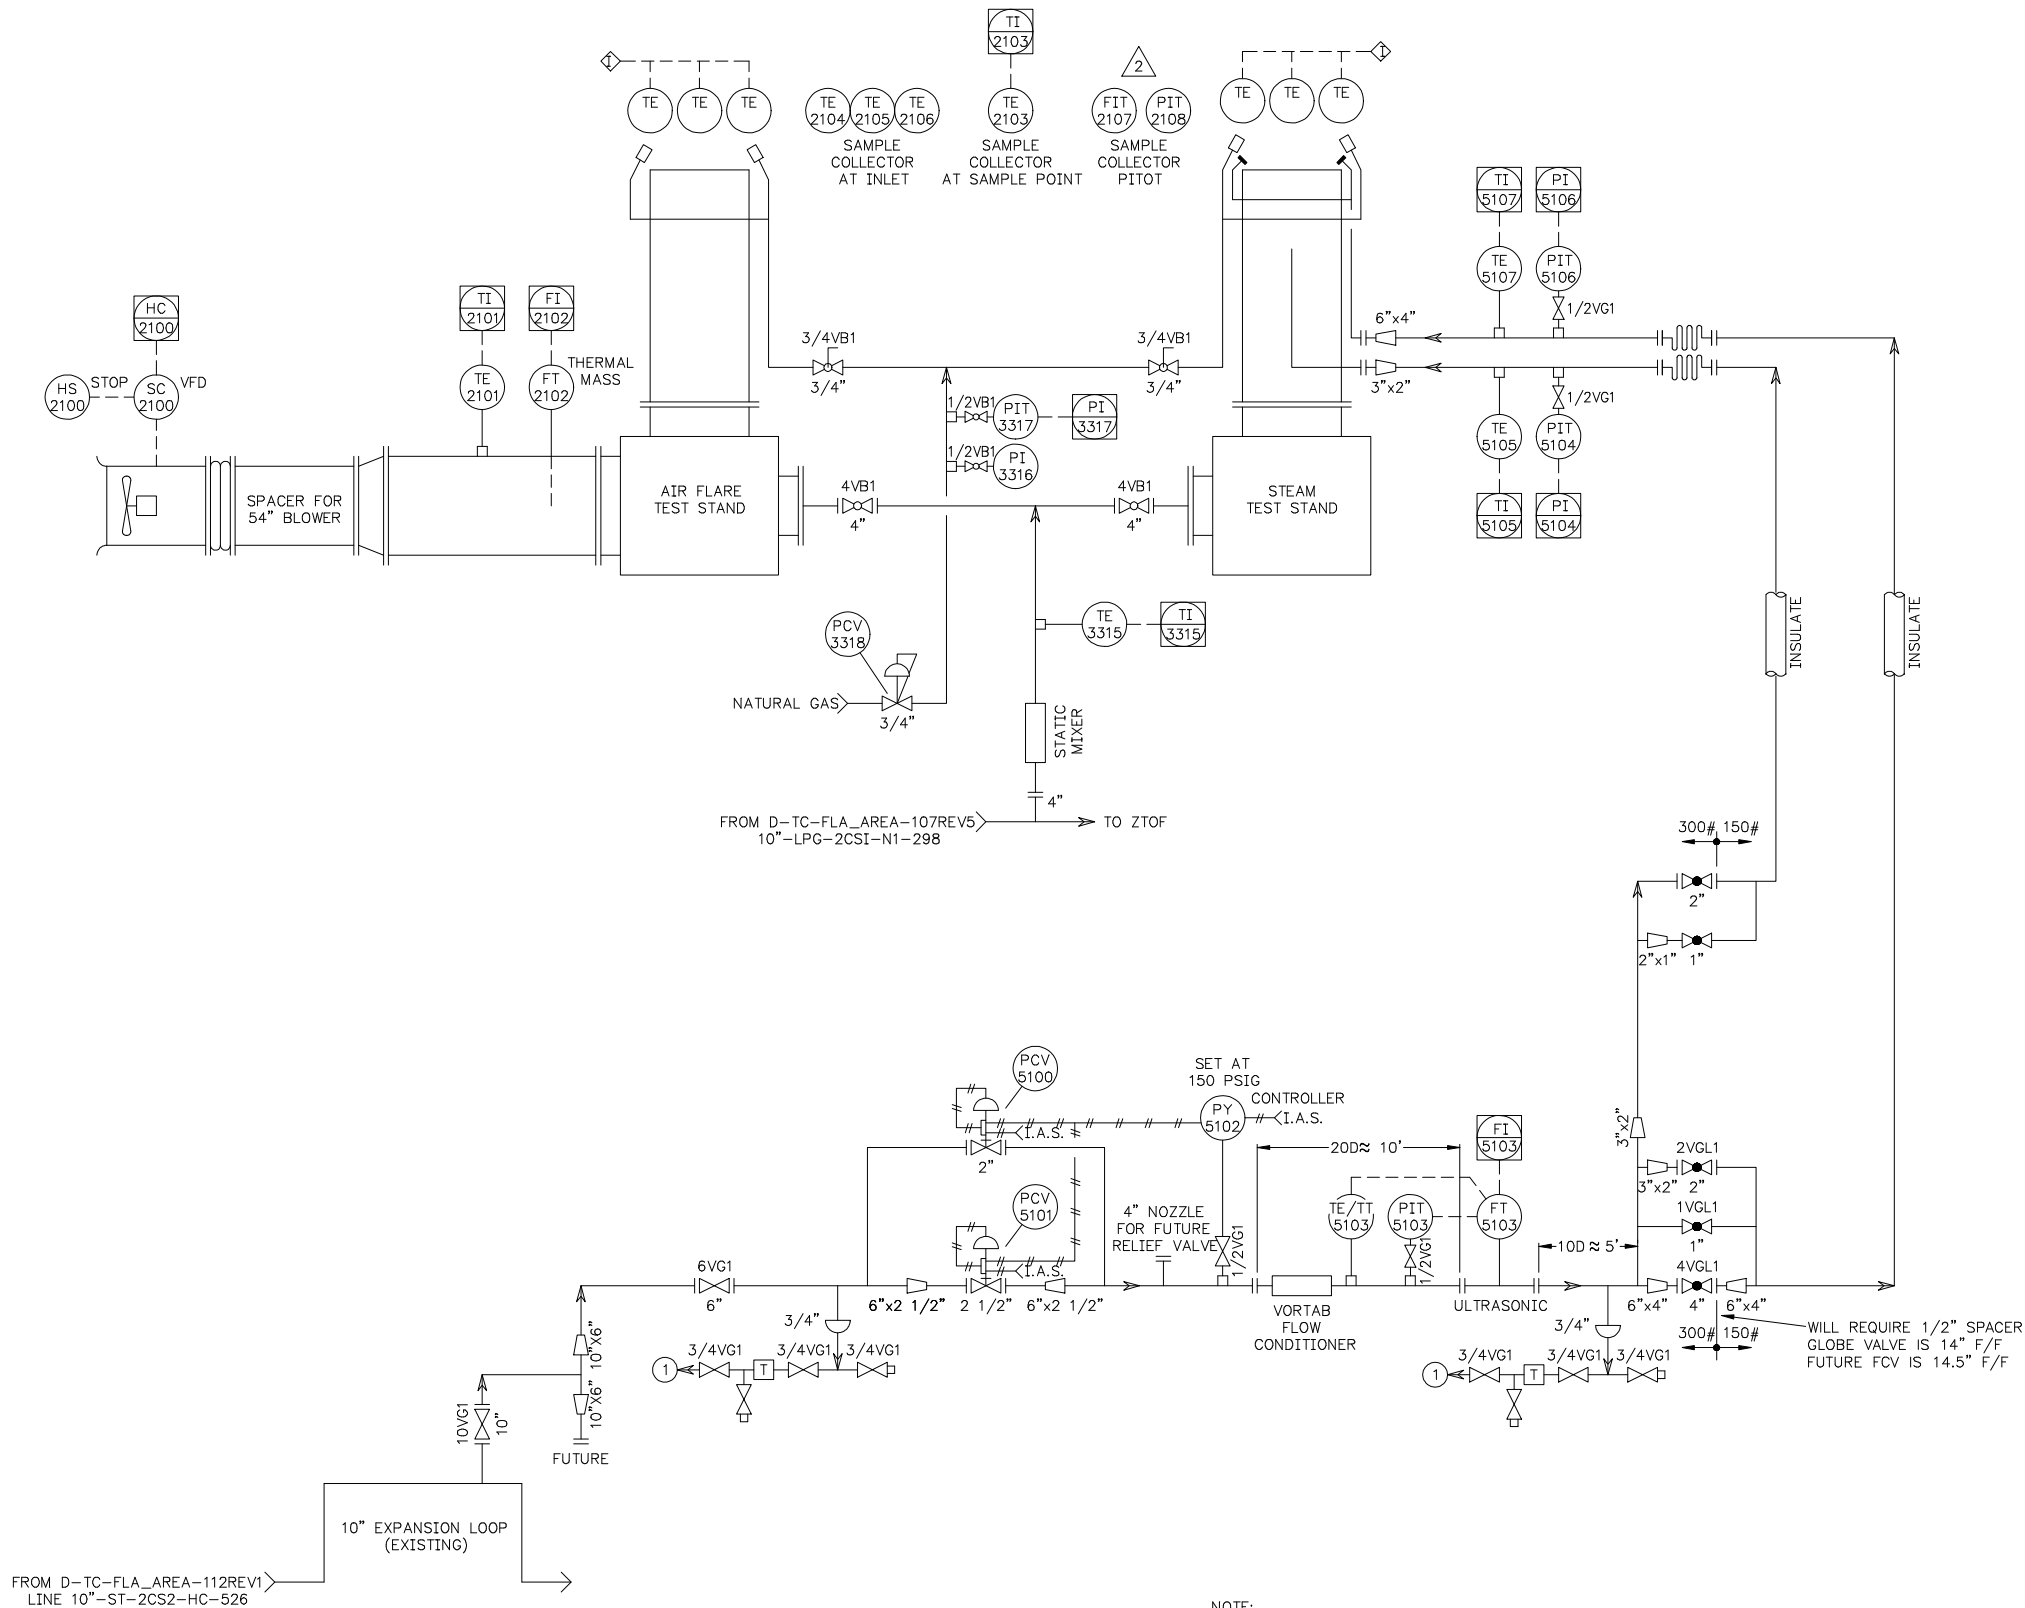 TI
2103
2
I
I
TE
TE
TE
TE
2104
TE
2105
TE
2106
TE
2103
FIT
2107
PIT
2108
TE
TE
TE
SAMPLE
COLLECTOR
AT INLET
SAMPLE
COLLECTOR
AT SAMPLE POINT
SAMPLE
COLLECTOR
PITOT
TI
5107
PI
5106
TE
5107
PIT
5106
1/2VG1
HC
2100
TI
2101
FI
2102
HS
2100
STOP
SC
2100
VFD
TE
2101
FT
2102
THERMAL
MASS
3/4VB1
3/4"
3/4VB1
3/4"
6"x4"
3"x2"
1/2VG1
1/2VB1
PIT
3317
PI
3317
1/2VB1
PI
3316
TE
5105
PIT
5104
TI
5105
PI
5104
SPACER FOR
54" BLOWER
AIR FLARE
TEST STAND
4VB1
4"
4VB1
4"
STEAM
TEST STAND
PCV
3318
TE
3315
TI
3315
INSULATE
INSULATE
NATURAL GAS
3/4"
STATIC
MIXER
4"
FROM D-TC-FLA_AREA-107REV5
10"-LPG-2CSI-N1-298
TO ZTOF
300# 150#
2"
2"x1"
1"
PCV
5100
SET AT
150 PSIG
PY
5102
CONTROLLER
I.A.S.
I.A.S.
2"
20D≈ 10'
FI
5103
3"x2"
2VGL1
3"x2"
2"
PCV
5101
I.A.S.
4" NOZZLE
FOR FUTURE
RELIEF VALVE
1/2VG1
TE/TT
5103
PIT
5103
1/2VG1
FT
5103
10D ≈ 5'
1VGL1
1"
6VG1
6"
6"x2 1/2"
2 1/2"
6"x2 1/2"
VORTAB
FLOW
CONDITIONER
ULTRASONIC
4VGL1
6"x4"
4"
6"x4"
300# 150#
WILL REQUIRE 1/2" SPACER
GLOBE VALVE IS 14" F/F
FUTURE FCV IS 14.5" F/F
3/4"
1
3/4VG1
T
3/4VG1
3/4VG1
3/4"
1
3/4VG1
T
3/4VG1
3/4VG1
10"X6"
10"X6"
10VG1
10"
FUTURE
10" EXPANSION LOOP
(EXISTING)
FROM D-TC-FLA_AREA-112REV1
LINE 10"-ST-2CS2-HC-526
NOTE: